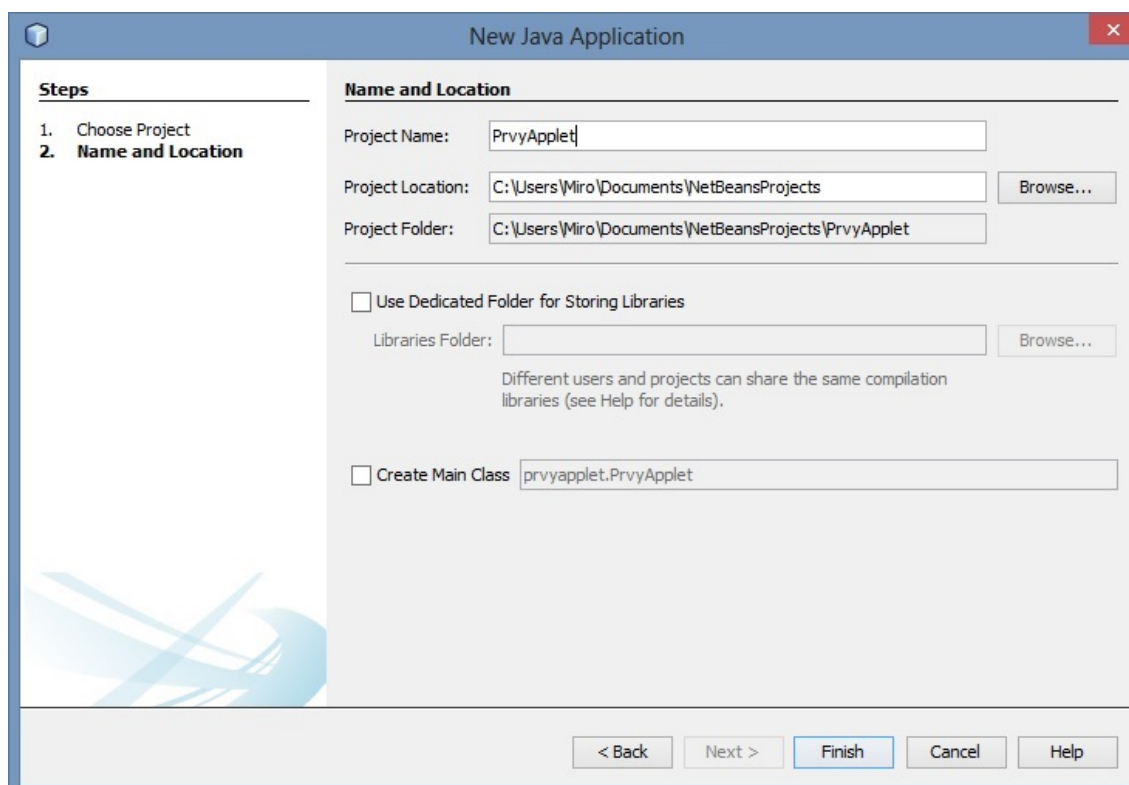 New Java Application
Steps
1. Choose Project
2. Name and Location
Name and Location
Project Name: PrvyApplet
Project Location: C:\Users\Miro\Documents\NetBeansProjects Browse...
Project Folder: C:\Users\Miro\Documents\NetBeansProjects\PrvyApplet
Use Dedicated Folder for Storing Libraries
Libraries Folder: Browse...
Different users and projects can share the same compilation
libraries (see Help for details).
Create Main Class prvyapplet.PrvyApplet
< Back Next > Finish Cancel Help